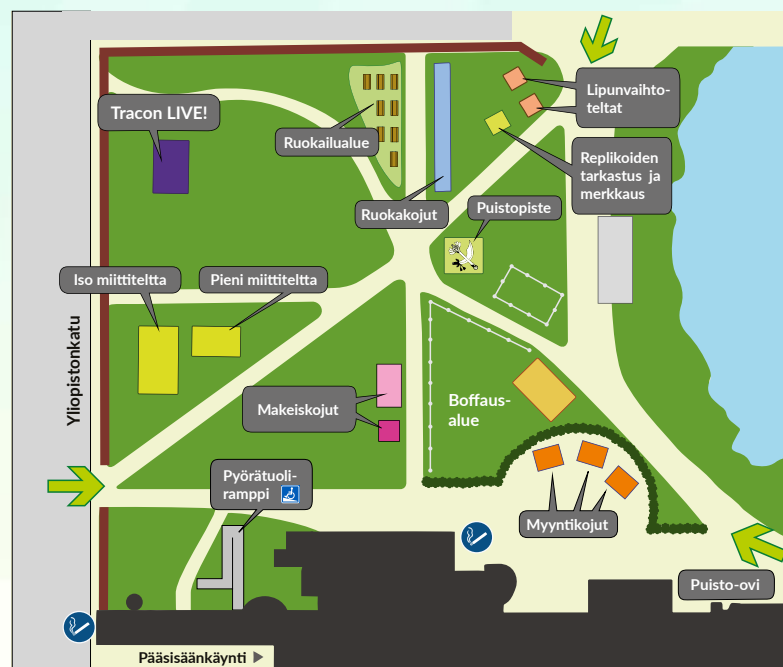 Tracon LIVE!
Ruokailualue
Lipunvaihto-
teltat
Replikoiden
tarkastus ja
merkkaus
Ruokakojut
Puistopiste
Iso miittiteltta
Pieni miittiteltta
Yliopistonkatu
Makeiskojut
Boffaus-
alue
Pyörätuoli-
ramppi
Myyntikojut
Puisto-ovi
Pääsisäänkäynti